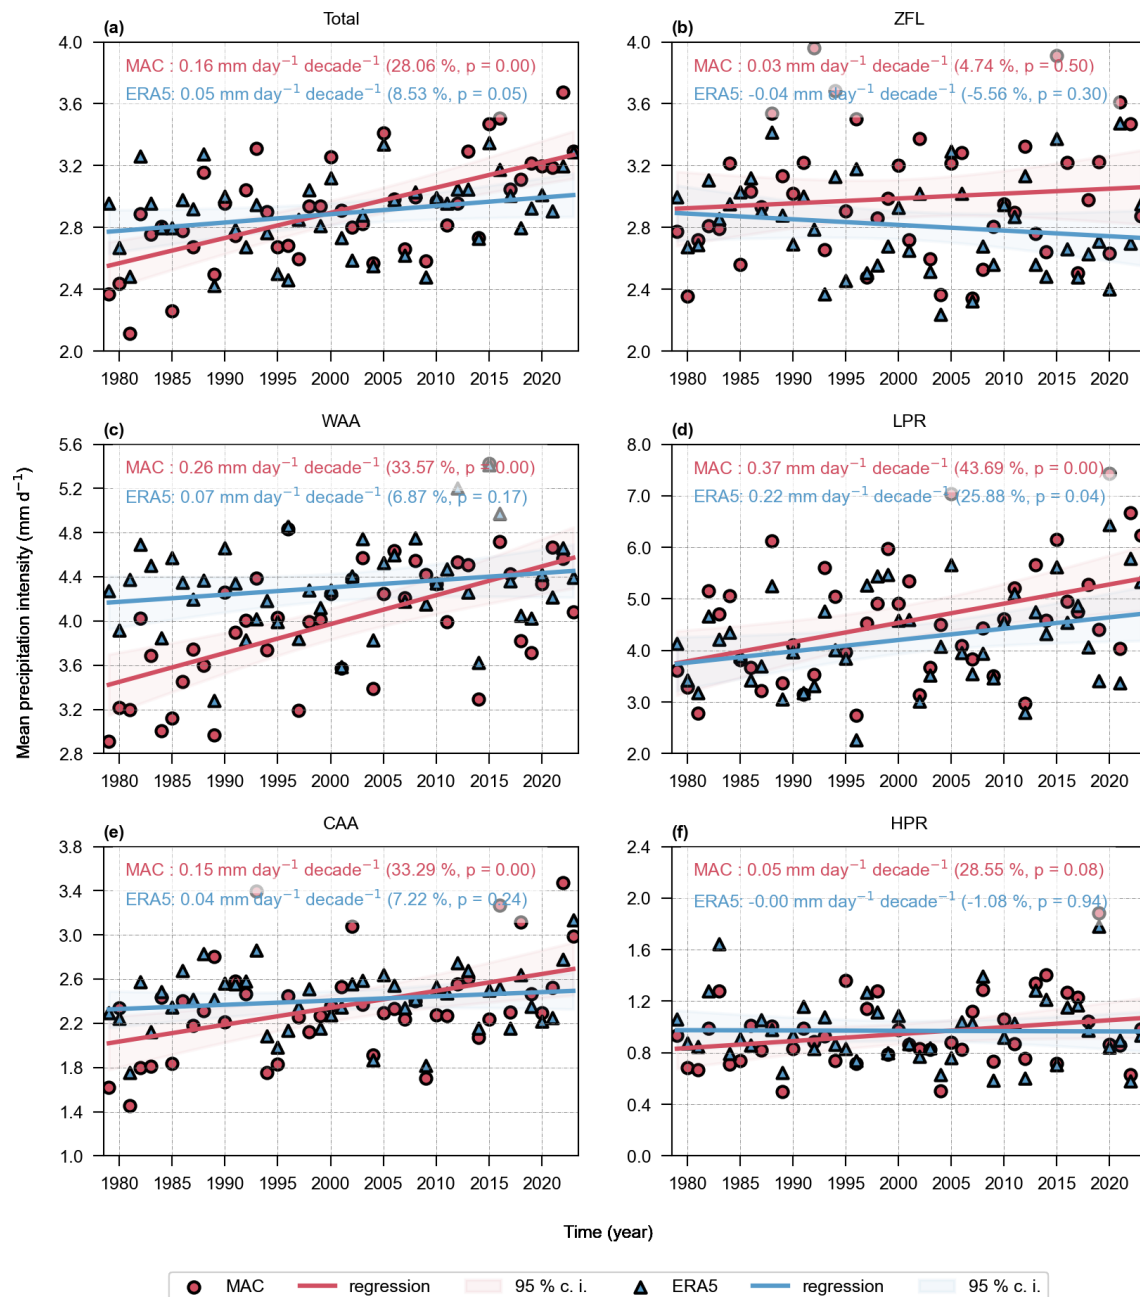 (a) Total
4.0
3.6
3.2
2.8
2.4
2.0
MAC : 0.16 mm day⁻¹ decade⁻¹ (28.06 %, p = 0.00)
ERA5: 0.05 mm day⁻¹ decade⁻¹ (8.53 %, p = 0.05)
1980 1985 1990 1995 2000 2005 2010 2015 2020
(b) ZFL
4.0
3.6
3.2
2.8
2.4
2.0
MAC : 0.03 mm day⁻¹ decade⁻¹ (4.74 %, p = 0.50)
ERA5: -0.04 mm day⁻¹ decade⁻¹ (-5.56 %, p = 0.30)
1980 1985 1990 1995 2000 2005 2010 2015 2020
Mean precipitation intensity (mm d⁻¹)
(c) WAA
5.6
5.2
4.8
4.4
4.0
3.6
3.2
2.8
MAC : 0.26 mm day⁻¹ decade⁻¹ (33.57 %, p = 0.00)
ERA5: 0.07 mm day⁻¹ decade⁻¹ (6.87 %, p = 0.17)
1980 1985 1990 1995 2000 2005 2010 2015 2020
(d) LPR
8.0
7.0
6.0
5.0
4.0
3.0
2.0
MAC : 0.37 mm day⁻¹ decade⁻¹ (43.69 %, p = 0.00)
ERA5: 0.22 mm day⁻¹ decade⁻¹ (25.88 %, p = 0.04)
1980 1985 1990 1995 2000 2005 2010 2015 2020
(e) CAA
3.8
3.4
3.0
2.6
2.2
1.8
1.4
1.0
MAC : 0.15 mm day⁻¹ decade⁻¹ (33.29 %, p = 0.00)
ERA5: 0.04 mm day⁻¹ decade⁻¹ (7.22 %, p = 0.24)
1980 1985 1990 1995 2000 2005 2010 2015 2020
(f) HPR
2.4
2.0
1.6
1.2
0.8
0.4
0.0
MAC : 0.05 mm day⁻¹ decade⁻¹ (28.55 %, p = 0.08)
ERA5: -0.00 mm day⁻¹ decade⁻¹ (-1.08 %, p = 0.94)
1980 1985 1990 1995 2000 2005 2010 2015 2020
Time (year)
MAC regression 95 % c. i. ERA5 regression 95 % c. i.